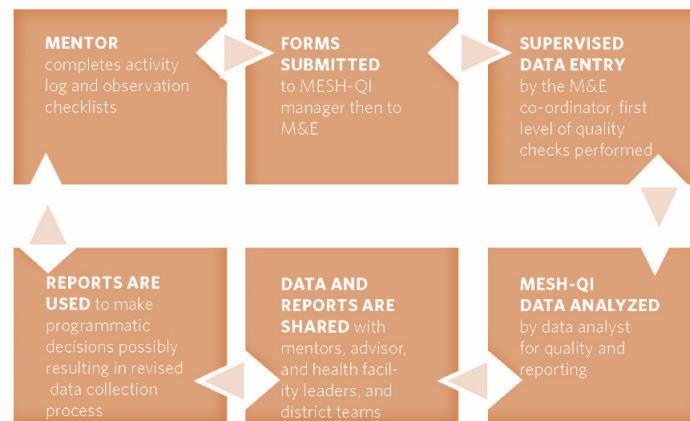 MENTOR
completes activity
log and observation
checklists
FORMS
SUBMITTED
to MESH-QI
manager then to
M&E
SUPERVISED
DATA ENTRY
by the M&E
co-ordinator, first
level of quality
checks performed
REPORTS ARE
USED to make
programmatic
decisions possibly
resulting in revised
data collection
process
DATA AND
REPORTS ARE
SHARED with
mentors, advisor,
and health facil-
ity leaders, and
district teams
MESH-QI
DATA ANALYZED
by data analyst
for quality and
reporting